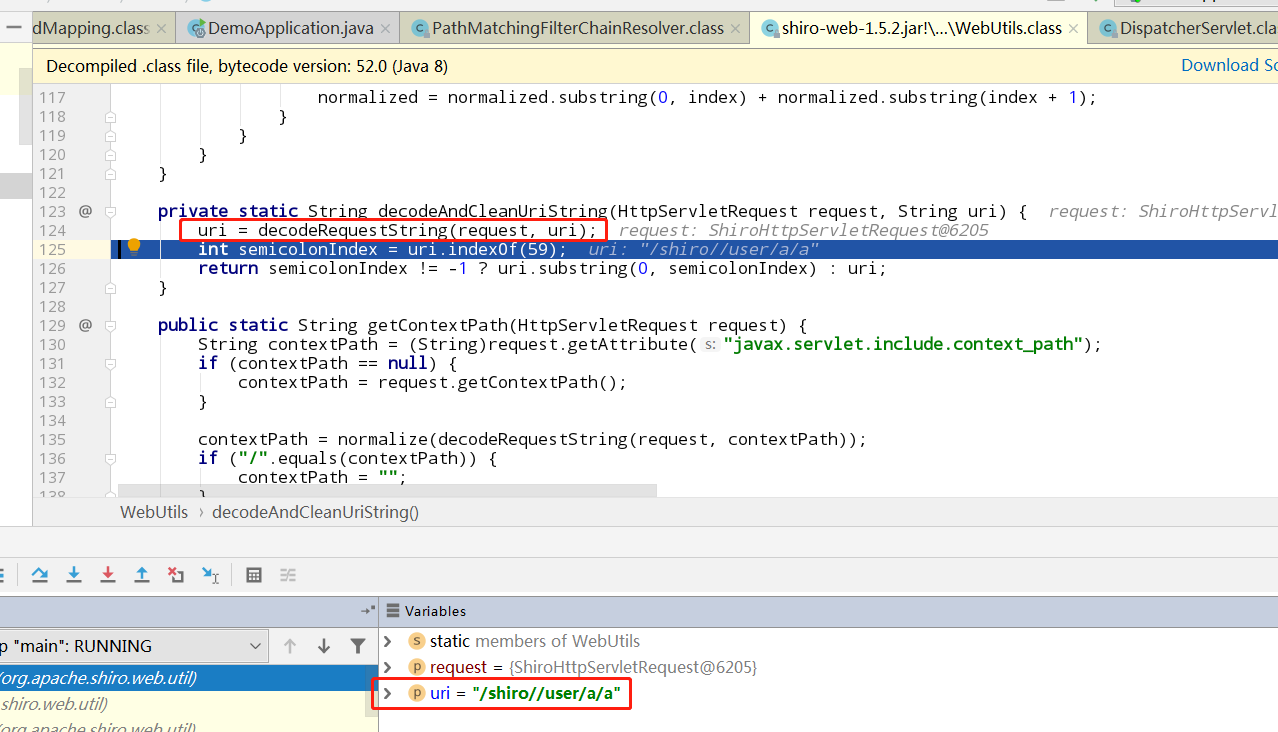 dMapping.class
DemoApplication.java
PathMatchingFilterChainResolver.class
shiro-web-1.5.2.jar!\...\WebUtils.class
DispatcherServlet.cla
Decompiled .class file, bytecode version: 52.0 (Java 8)
Download So
117 normalized = normalized.substring(0, index) + normalized.substring(index + 1);
118 }
119 }
120 }
121 }
122
123 @ private static String decodeAndCleanUriString(HttpServletRequest request, String uri) { request: ShiroHttpServl
124 uri = decodeRequestString(request, uri); request: ShiroHttpServletRequest@6205
125 int semicolonIndex = uri.indexOf(59); uri: "/shiro//user/a/a"
126 return semicolonIndex != -1 ? uri.substring(0, semicolonIndex) : uri;
127 }
128
129 @ public static String getContextPath(HttpServletRequest request) {
130 String contextPath = (String)request.getAttribute( s: "javax.servlet.include.context_path");
131 if (contextPath == null) {
132 contextPath = request.getContextPath();
133 }
134
135 contextPath = normalize(decodeRequestString(request, contextPath));
136 if ("/".equals(contextPath)) {
137 contextPath = "";
138 }
WebUtils › decodeAndCleanUriString()
Variables
p "main": RUNNING
(org.apache.shiro.web.util)
.shiro.web.util)
(org.apache.shiro.web.util)
s static members of WebUtils
p request = {ShiroHttpServletRequest@6205}
p uri = "/shiro//user/a/a"